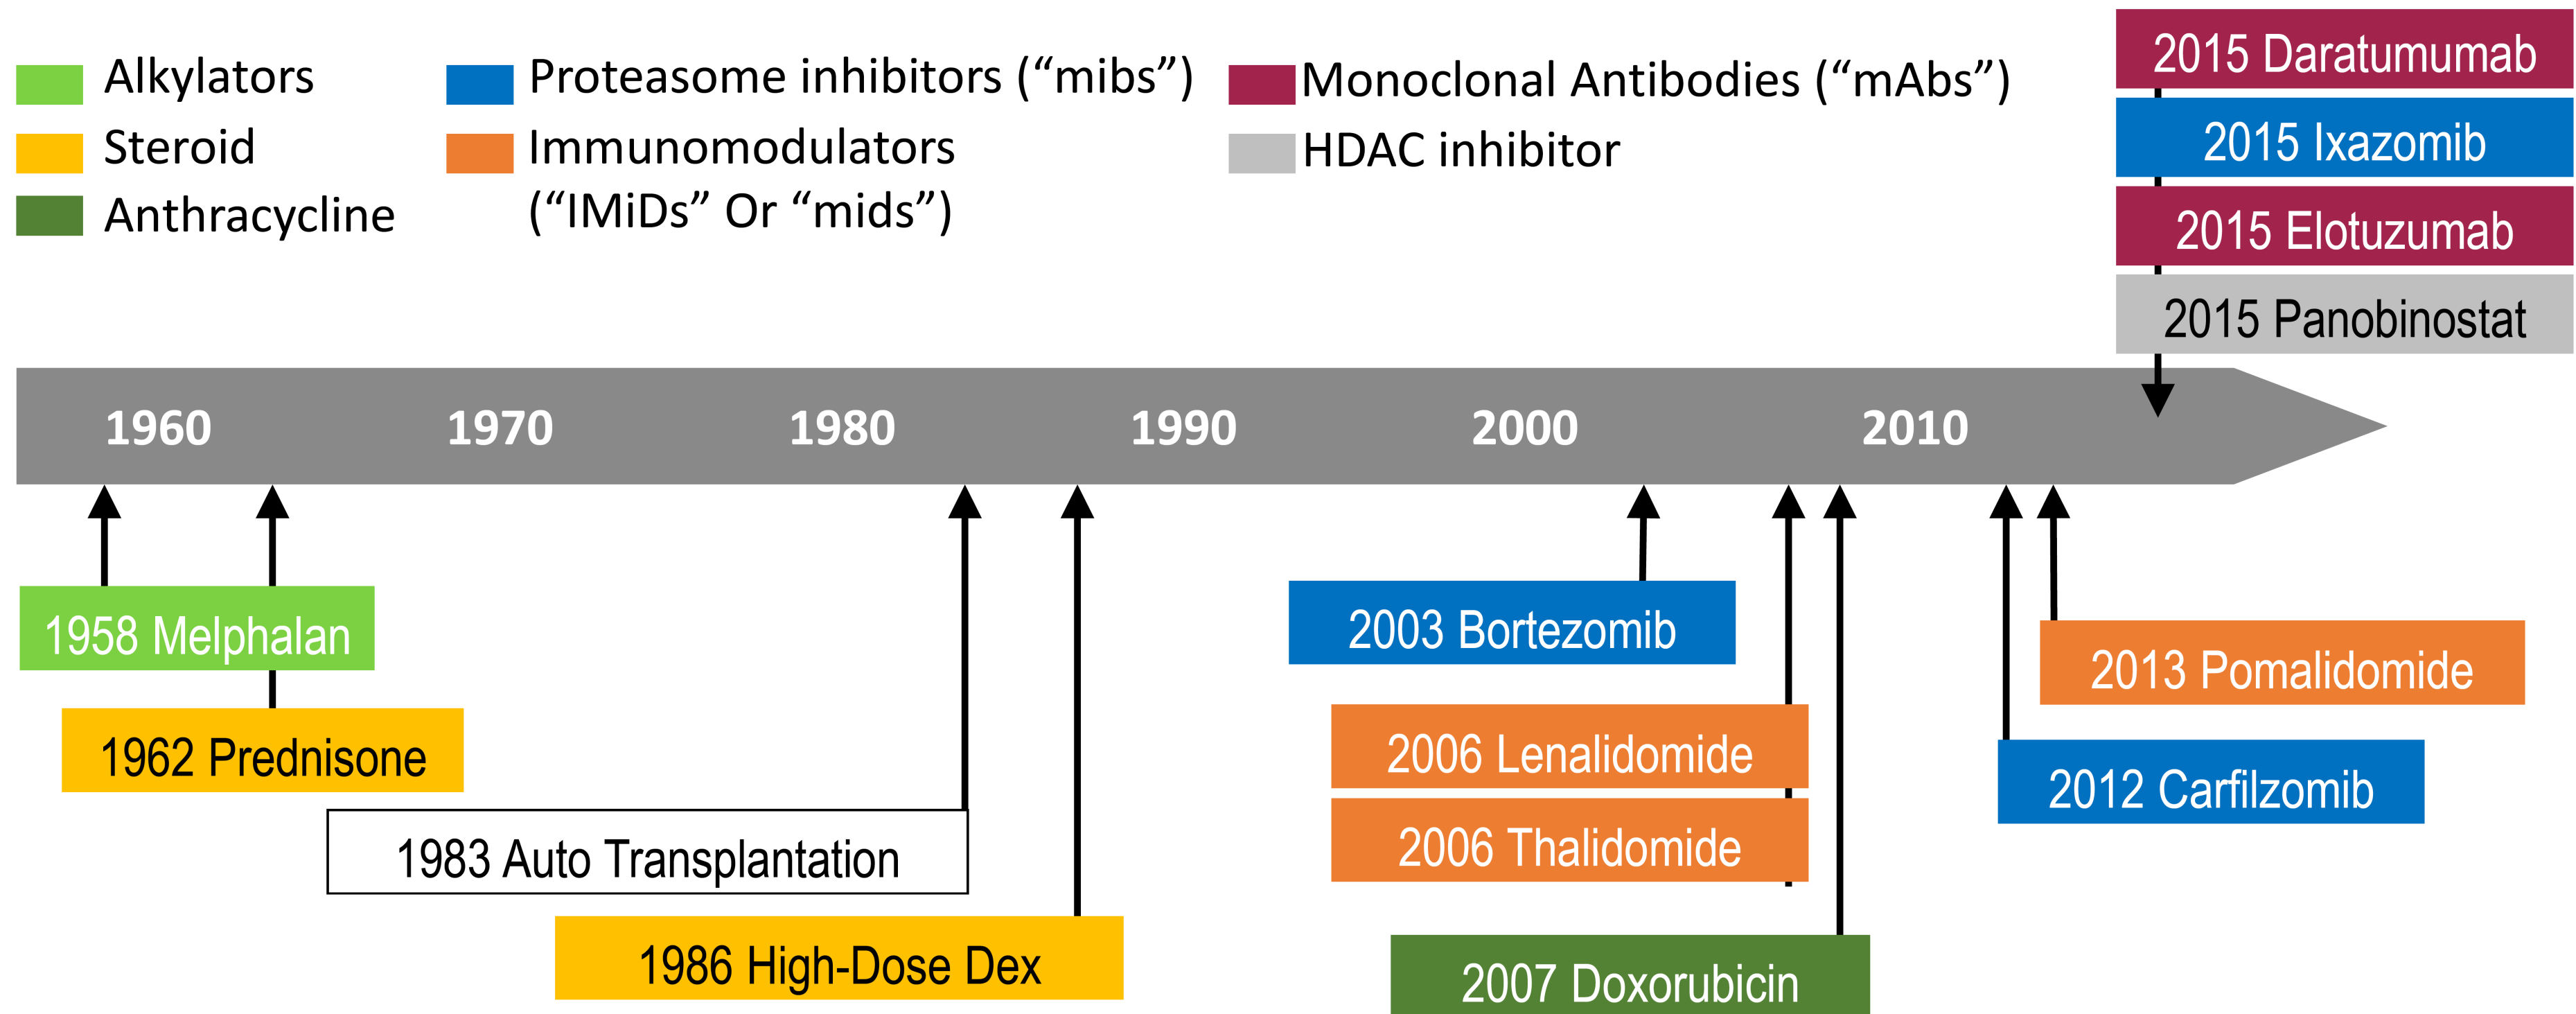 Alkylators
Steroid
Anthracycline
Proteasome inhibitors (“mibs”)
Immunomodulators
(“IMiDs” Or “mids”)
Monoclonal Antibodies (“mAbs”)
HDAC inhibitor
2015 Daratumumab
2015 Ixazomib
2015 Elotuzumab
2015 Panobinostat
1960 1970 1980 1990 2000 2010
1958 Melphalan
1962 Prednisone
1983 Auto Transplantation
1986 High-Dose Dex
2003 Bortezomib
2006 Lenalidomide
2006 Thalidomide
2007 Doxorubicin
2013 Pomalidomide
2012 Carfilzomib